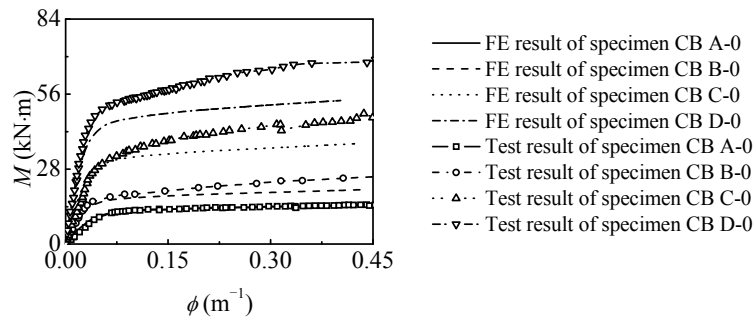 84
56
28
0
M (kN·m)
0.00 0.15 0.30 0.45
ϕ (m⁻¹)
FE result of specimen CB A-0
FE result of specimen CB B-0
FE result of specimen CB C-0
FE result of specimen CB D-0
Test result of specimen CB A-0
Test result of specimen CB B-0
Test result of specimen CB C-0
Test result of specimen CB D-0